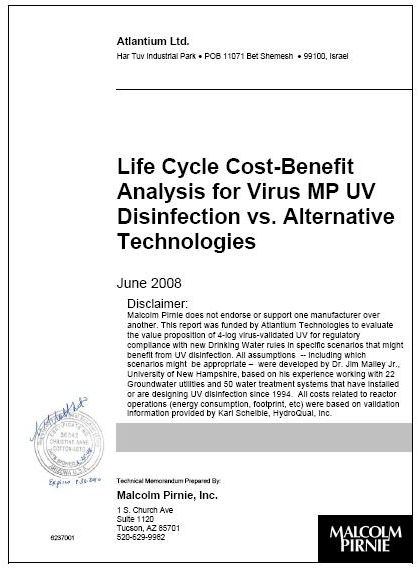 Atlantium Ltd.
Har Tuv Industrial Park • POB 11071 Bet Shemesh • 99100, Israel
Life Cycle Cost-Benefit
Analysis for Virus MP UV
Disinfection vs. Alternative
Technologies
June 2008
Disclaimer:
Malcolm Pirnie does not endorse or support one manufacturer over
another. This report was funded by Atlantium Technologies to evaluate
the value proposition of 4-log virus-validated UV for regulatory
compliance with new Drinking Water rules in specific scenarios that might
benefit from UV disinfection. All assumptions -- including which
scenarios might be appropriate – were developed by Dr. Jim Malley Jr.,
University of New Hampshire, based on his experience working with 22
Groundwater utilities and 50 water treatment systems that have installed
or are designing UV disinfection since 1994. All costs related to reactor
operations (energy consumption, footprint, etc) were based on validation
information provided by Karl Scheible, HydroQual, Inc.
CHRISTINE ANNE
Expires
Technical Memorandum Prepared By:
Malcolm Pirnie, Inc.
1 S. Church Ave
Suite 1120
Tucson, AZ 85701
520-629-9982
6237001
MALCOLM
PIRNIE